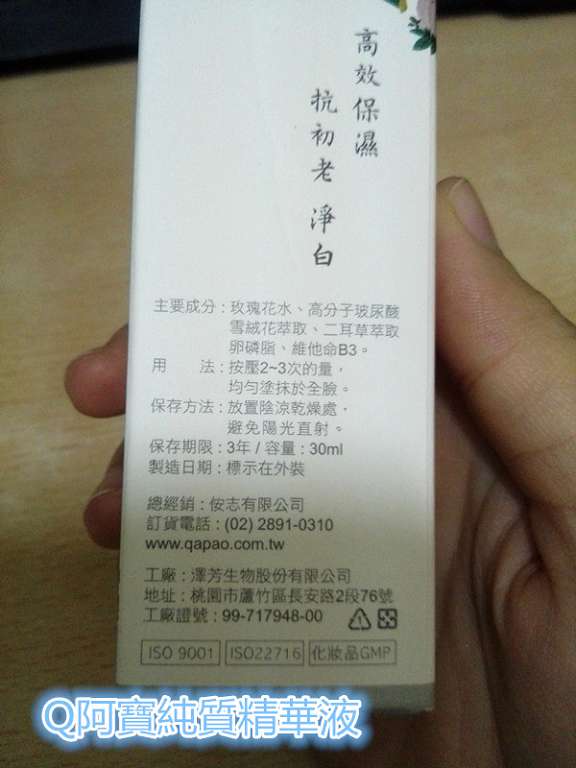 高效保濕
抗初老 淨白
主要成分：玫瑰花水、高分子玻尿酸
雪絨花萃取、二耳草萃取
卵磷脂、維他命B3。
用　　法：按壓2~3次的量，
均勻塗抹於全臉。
保存方法：放置陰涼乾燥處，
避免陽光直射。
保存期限：3年 / 容量：30ml
製造日期：標示在外裝
總經銷：侒志有限公司
訂貨電話：(02) 2891-0310
www.qapao.com.tw
工廠：澤芳生物股份有限公司
地址：桃園市蘆竹區長安路2段76號
工廠證號：99-717948-00
ISO 9001 ISO22716 化妝品GMP
Q阿寶純質精華液